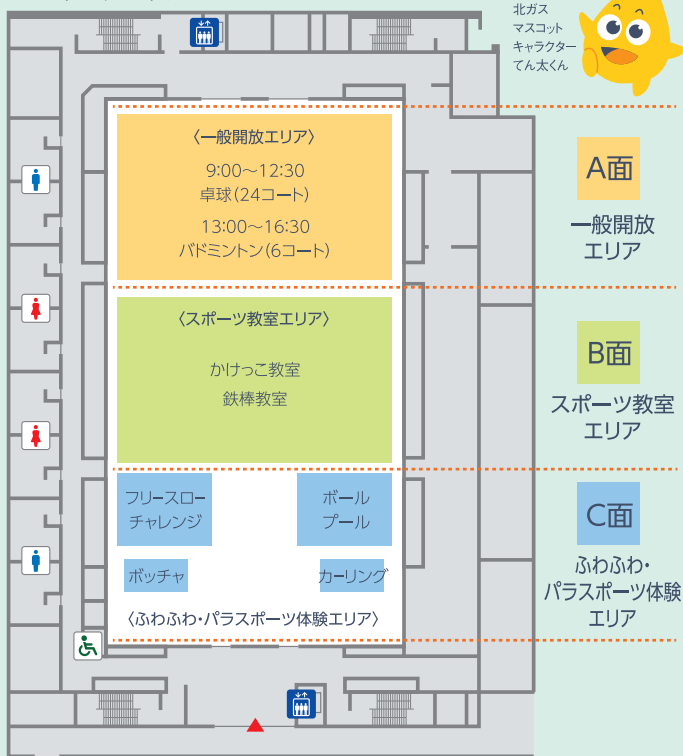 北ガス
マスコット
キャラクター
てん太くん
〈一般開放エリア〉
9:00〜12:30
卓球(24コート)
13:00〜16:30
バドミントン(6コート)
A面
一般開放
エリア
〈スポーツ教室エリア〉
かけっこ教室
鉄棒教室
B面
スポーツ教室
エリア
フリースロー
チャレンジ
ボール
プール
ボッチャ
カーリング
〈ふわふわ・パラスポーツ体験エリア〉
C面
ふわふわ・
パラスポーツ体験
エリア